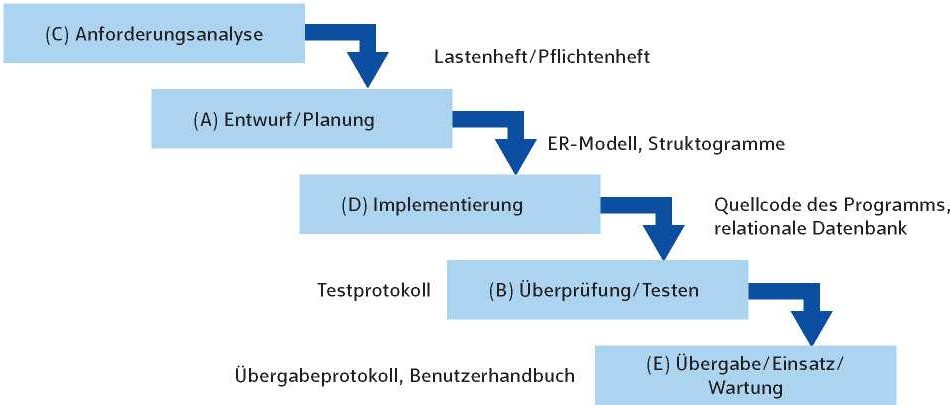 (C) Anforderungsanalyse
Lastenheft/Pflichtenheft
(A) Entwurf/Planung
ER-Modell, Struktogramme
(D) Implementierung
Quellcode des Programms,
relationale Datenbank
Testprotokoll
(B) Überprüfung/Testen
(E) Übergabe/Einsatz/
Wartung
Übergabeprotokoll, Benutzerhandbuch